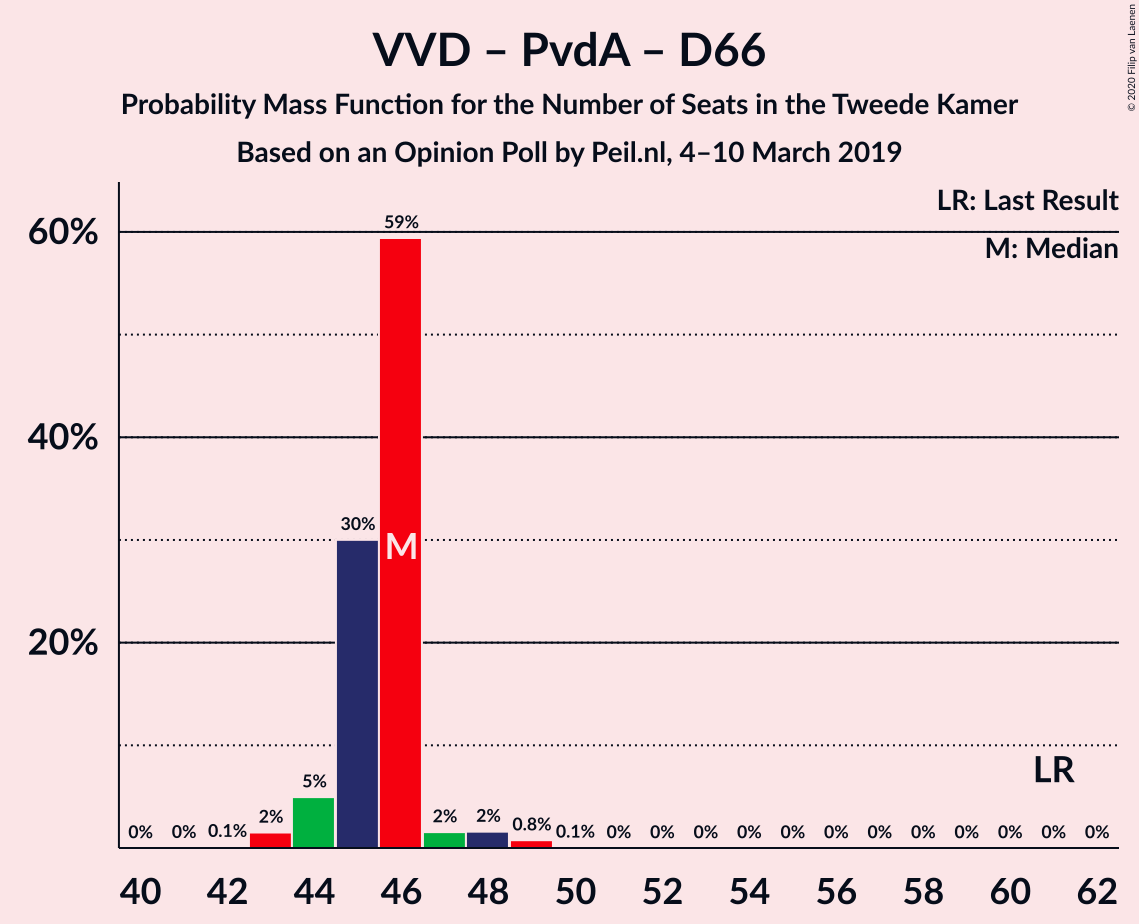 VVD – PvdA – D66
Probability Mass Function for the Number of Seats in the Tweede Kamer
Based on an Opinion Poll by Peil.nl, 4–10 March 2019
© 2020 Filip van Laenen
LR: Last Result
M: Median
60%
40%
20%
59%
30%
M
5%
2%
2%
2%
0.8%
LR
0% 0% 0.1% 0.1% 0% 0% 0% 0% 0% 0% 0% 0% 0% 0% 0% 0%
40 42 44 46 48 50 52 54 56 58 60 62